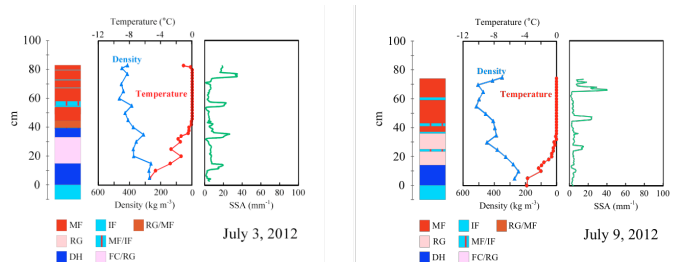 Temperature (°C)
-12 -8 -4 0
100
80
60
40
20
0
cm
Density
Temperature
600 400 200 0
Density (kg m-3)
0 20 40 60 80 100
SSA (mm-1)
MF IF RG/MF
RG MF/IF
DH FC/RG
July 3, 2012
Temperature (°C)
-12 -8 -4 0
100
80
60
40
20
0
cm
Density
Temperature
600 400 200 0
Density (kg m-3)
0 20 40 60 80 100
SSA (mm-1)
MF IF RG/MF
RG MF/IF
DH FC/RG
July 9, 2012